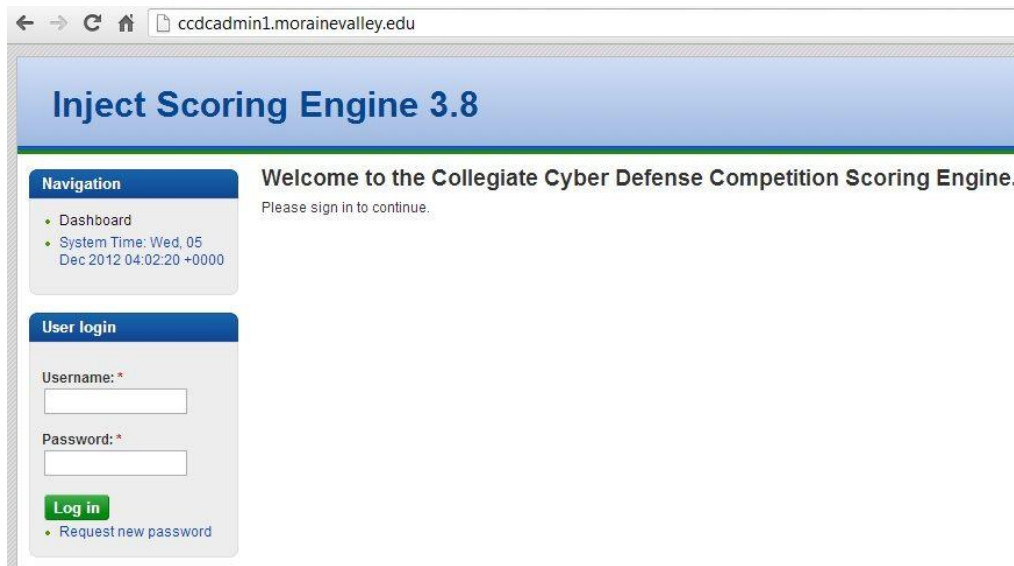 ccdcadmin1.morainevalley.edu
Inject Scoring Engine 3.8
Navigation
Dashboard
System Time: Wed, 05
Dec 2012 04:02:20 +0000
User login
Username: *
Password: *
Log in
Request new password
Welcome to the Collegiate Cyber Defense Competition Scoring Engine.
Please sign in to continue.